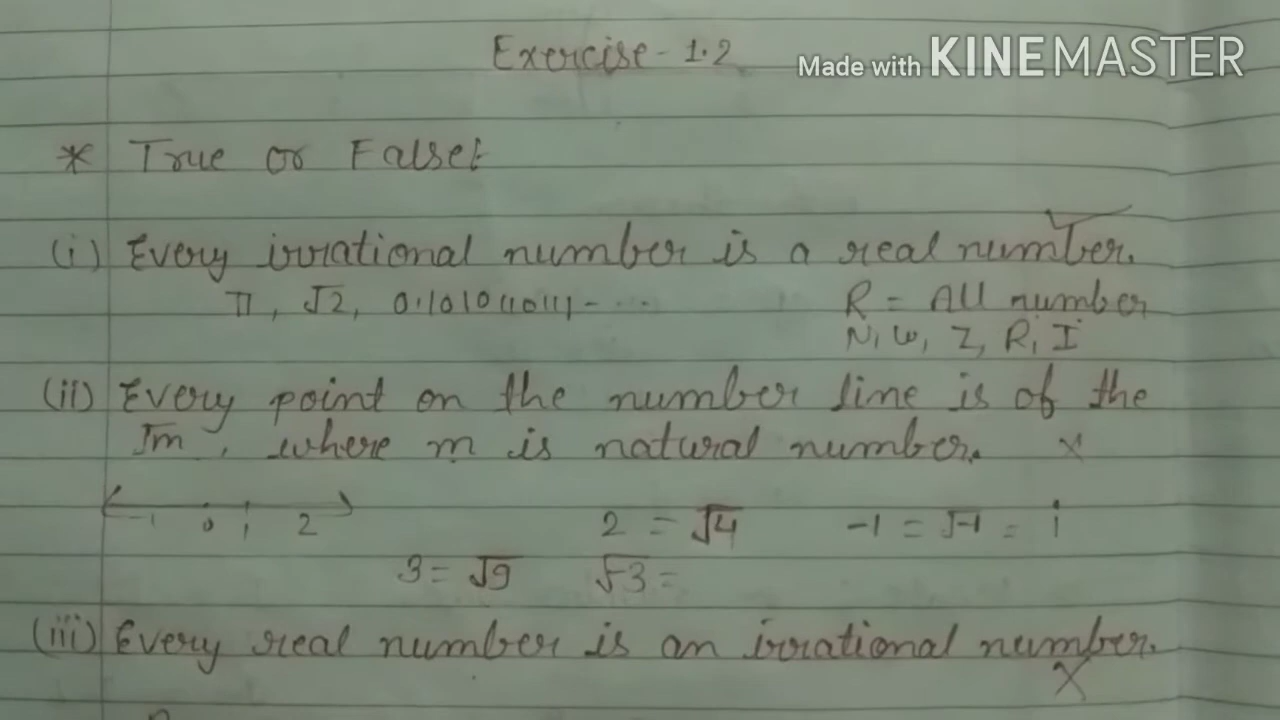 Exercise - 1.2
Made with KINEMASTER
* True or False:
(i) Every irrational number is a real number.
π, √2, 0.1010110111-....
R = All number
N, W, Z, R, I
(ii) Every point on the number line is of the
√m, where m is natural number. ×
-1 0 1 2
2 = √4 -1 = √-1 = i
3 = √9 √3 =
(iii) Every real number is an irrational number.
×